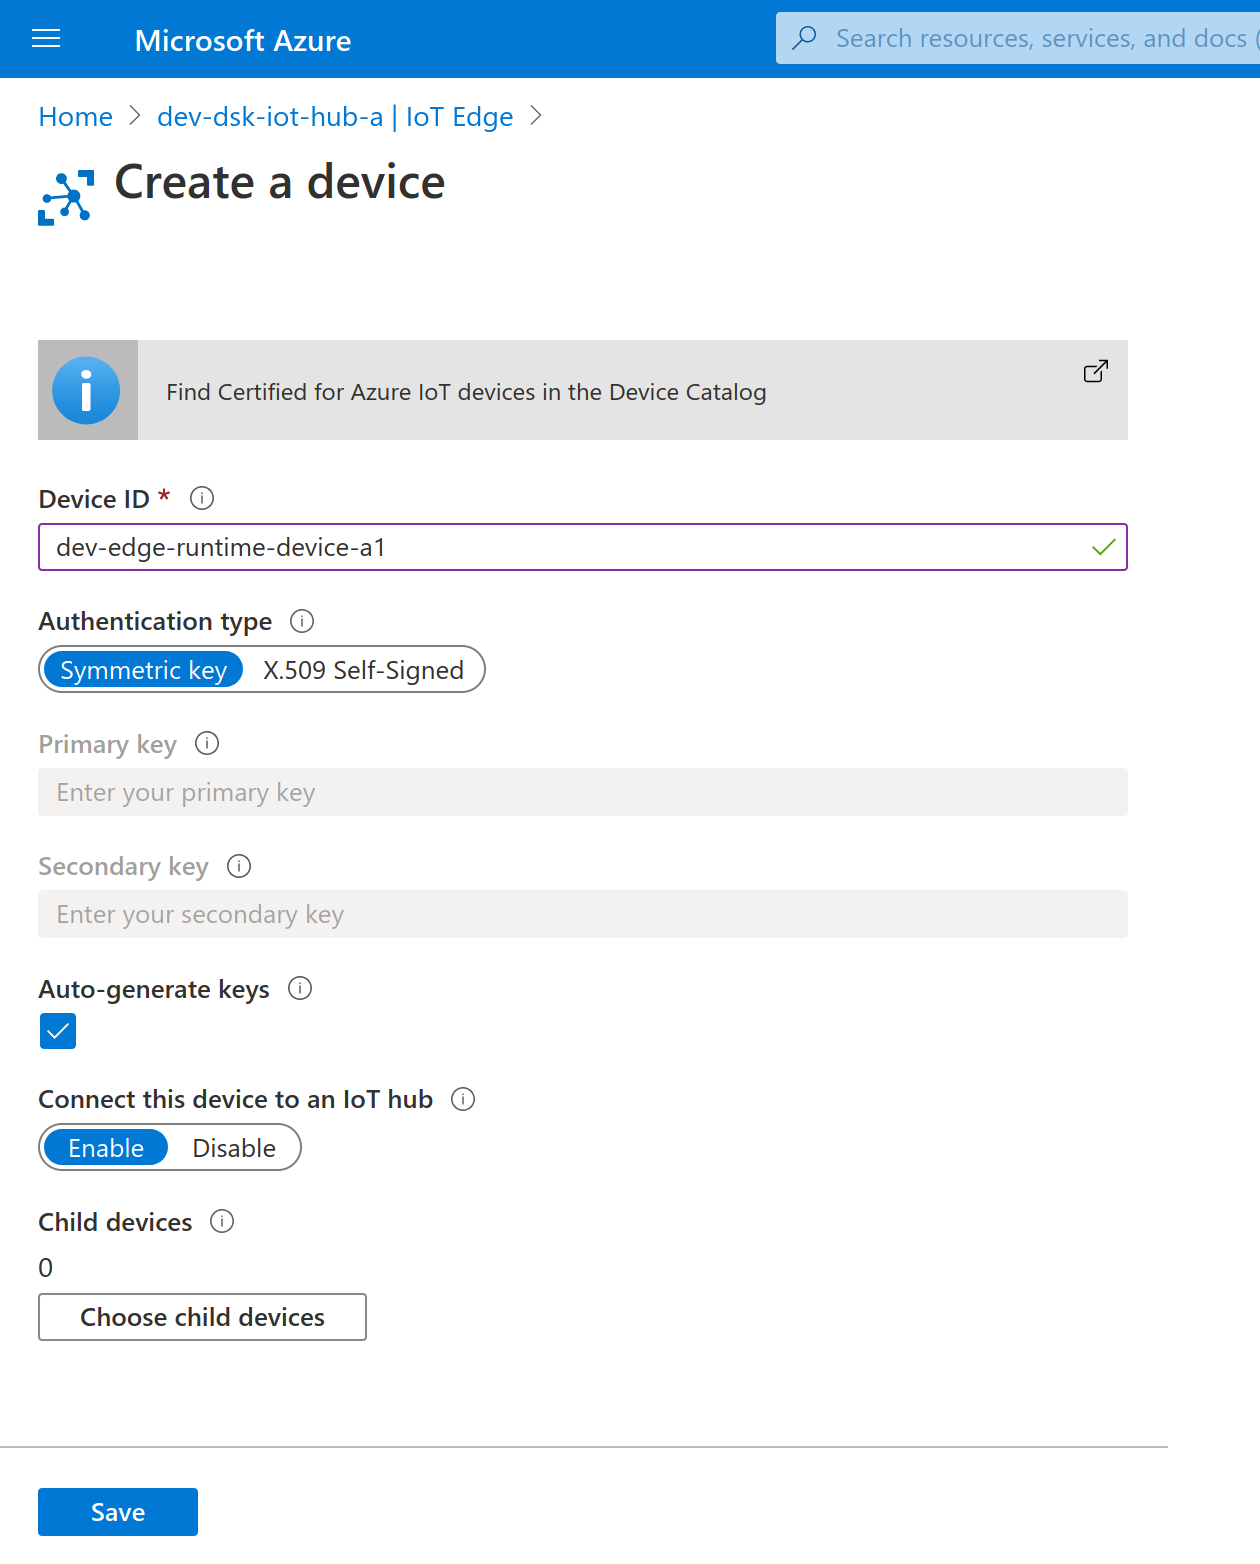 Microsoft Azure
Search resources, services, and docs (
Home > dev-dsk-iot-hub-a | IoT Edge >
Create a device
Find Certified for Azure IoT devices in the Device Catalog
Device ID *
dev-edge-runtime-device-a1
Authentication type
Symmetric key X.509 Self-Signed
Primary key
Enter your primary key
Secondary key
Enter your secondary key
Auto-generate keys
Connect this device to an IoT hub
Enable Disable
Child devices
0
Choose child devices
Save